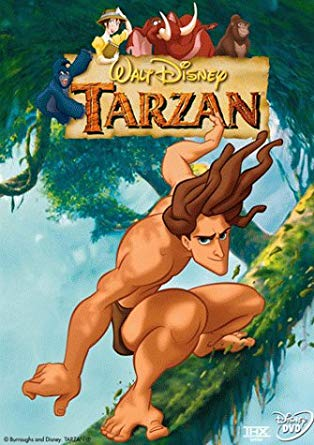 WALT DISNEY
TARZAN
© Burroughs and Disney. TARZAN®
THX
Disney
DVD